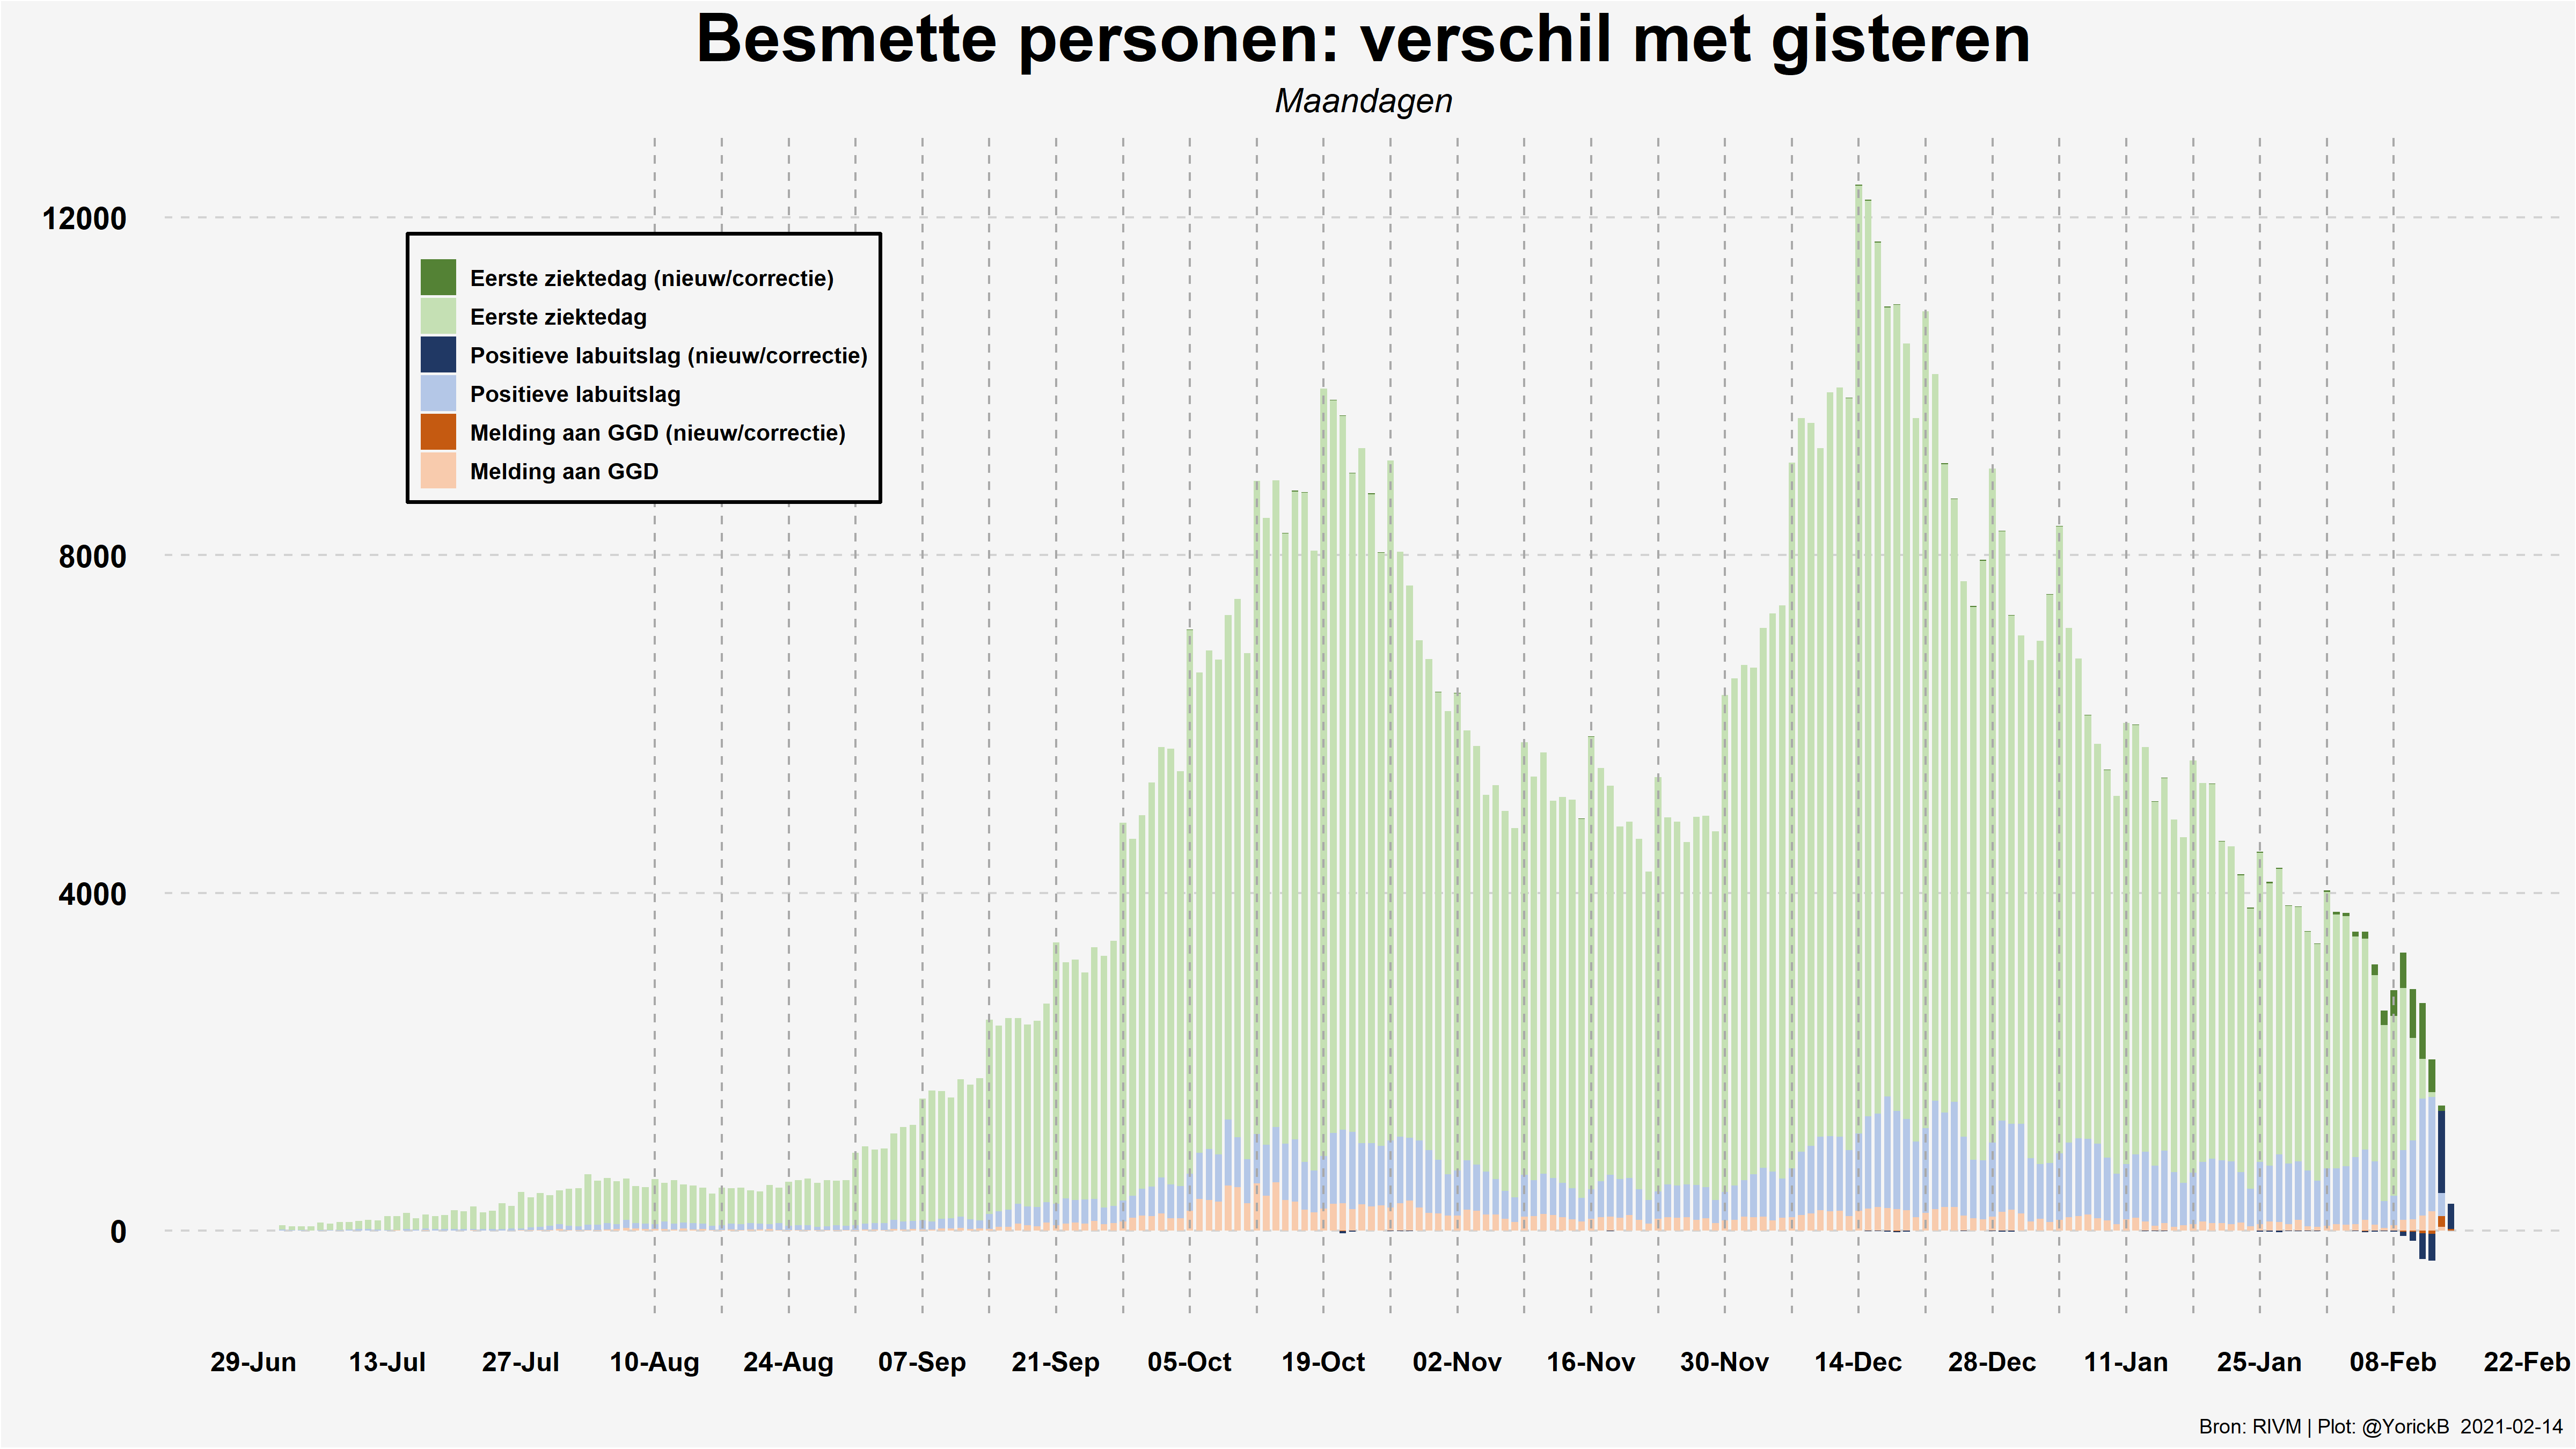 Besmette personen: verschil met gisteren
Maandagen
12000
8000
4000
0
Eerste ziektedag (nieuw/correctie)
Eerste ziektedag
Positieve labuitslag (nieuw/correctie)
Positieve labuitslag
Melding aan GGD (nieuw/correctie)
Melding aan GGD
29-Jun 13-Jul 27-Jul 10-Aug 24-Aug 07-Sep 21-Sep 05-Oct 19-Oct 02-Nov 16-Nov 30-Nov 14-Dec 28-Dec 11-Jan 25-Jan 08-Feb 22-Feb
Bron: RIVM | Plot: @YorickB 2021-02-14